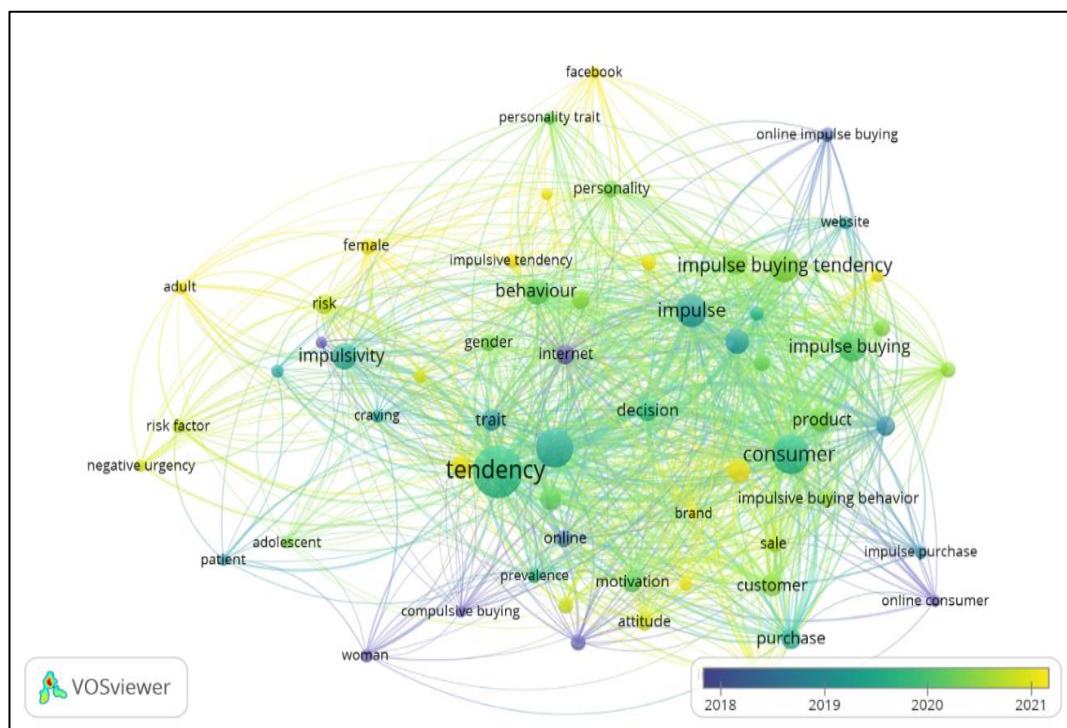 facebook
personality trait
online impulse buying
personality
website
female
impulsive tendency
impulse buying tendency
adult
behaviour
risk
impulse
gender
internet
impulsivity
impulse buying
craving
trait
decision
product
risk factor
consumer
negative urgency
tendency
impulsive buying behavior
brand
online
sale
adolescent
impulse purchase
patient
prevalence
motivation
customer
online consumer
compulsive buying
attitude
purchase
woman
VOSviewer
2018 2019 2020 2021